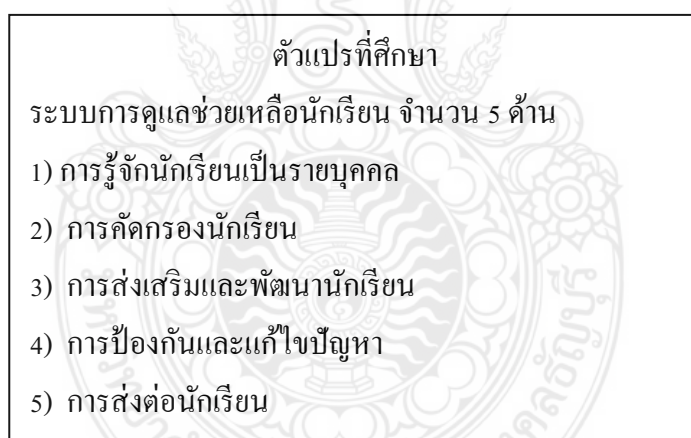 ตัวแปรที่ศึกษา
ระบบการดูแลช่วยเหลือนักเรียน จำนวน 5 ด้าน
1) การรู้จักนักเรียนเป็นรายบุคคล
2) การคัดกรองนักเรียน
3) การส่งเสริมและพัฒนานักเรียน
4) การป้องกันและแก้ไขปัญหา
5) การส่งต่อนักเรียน